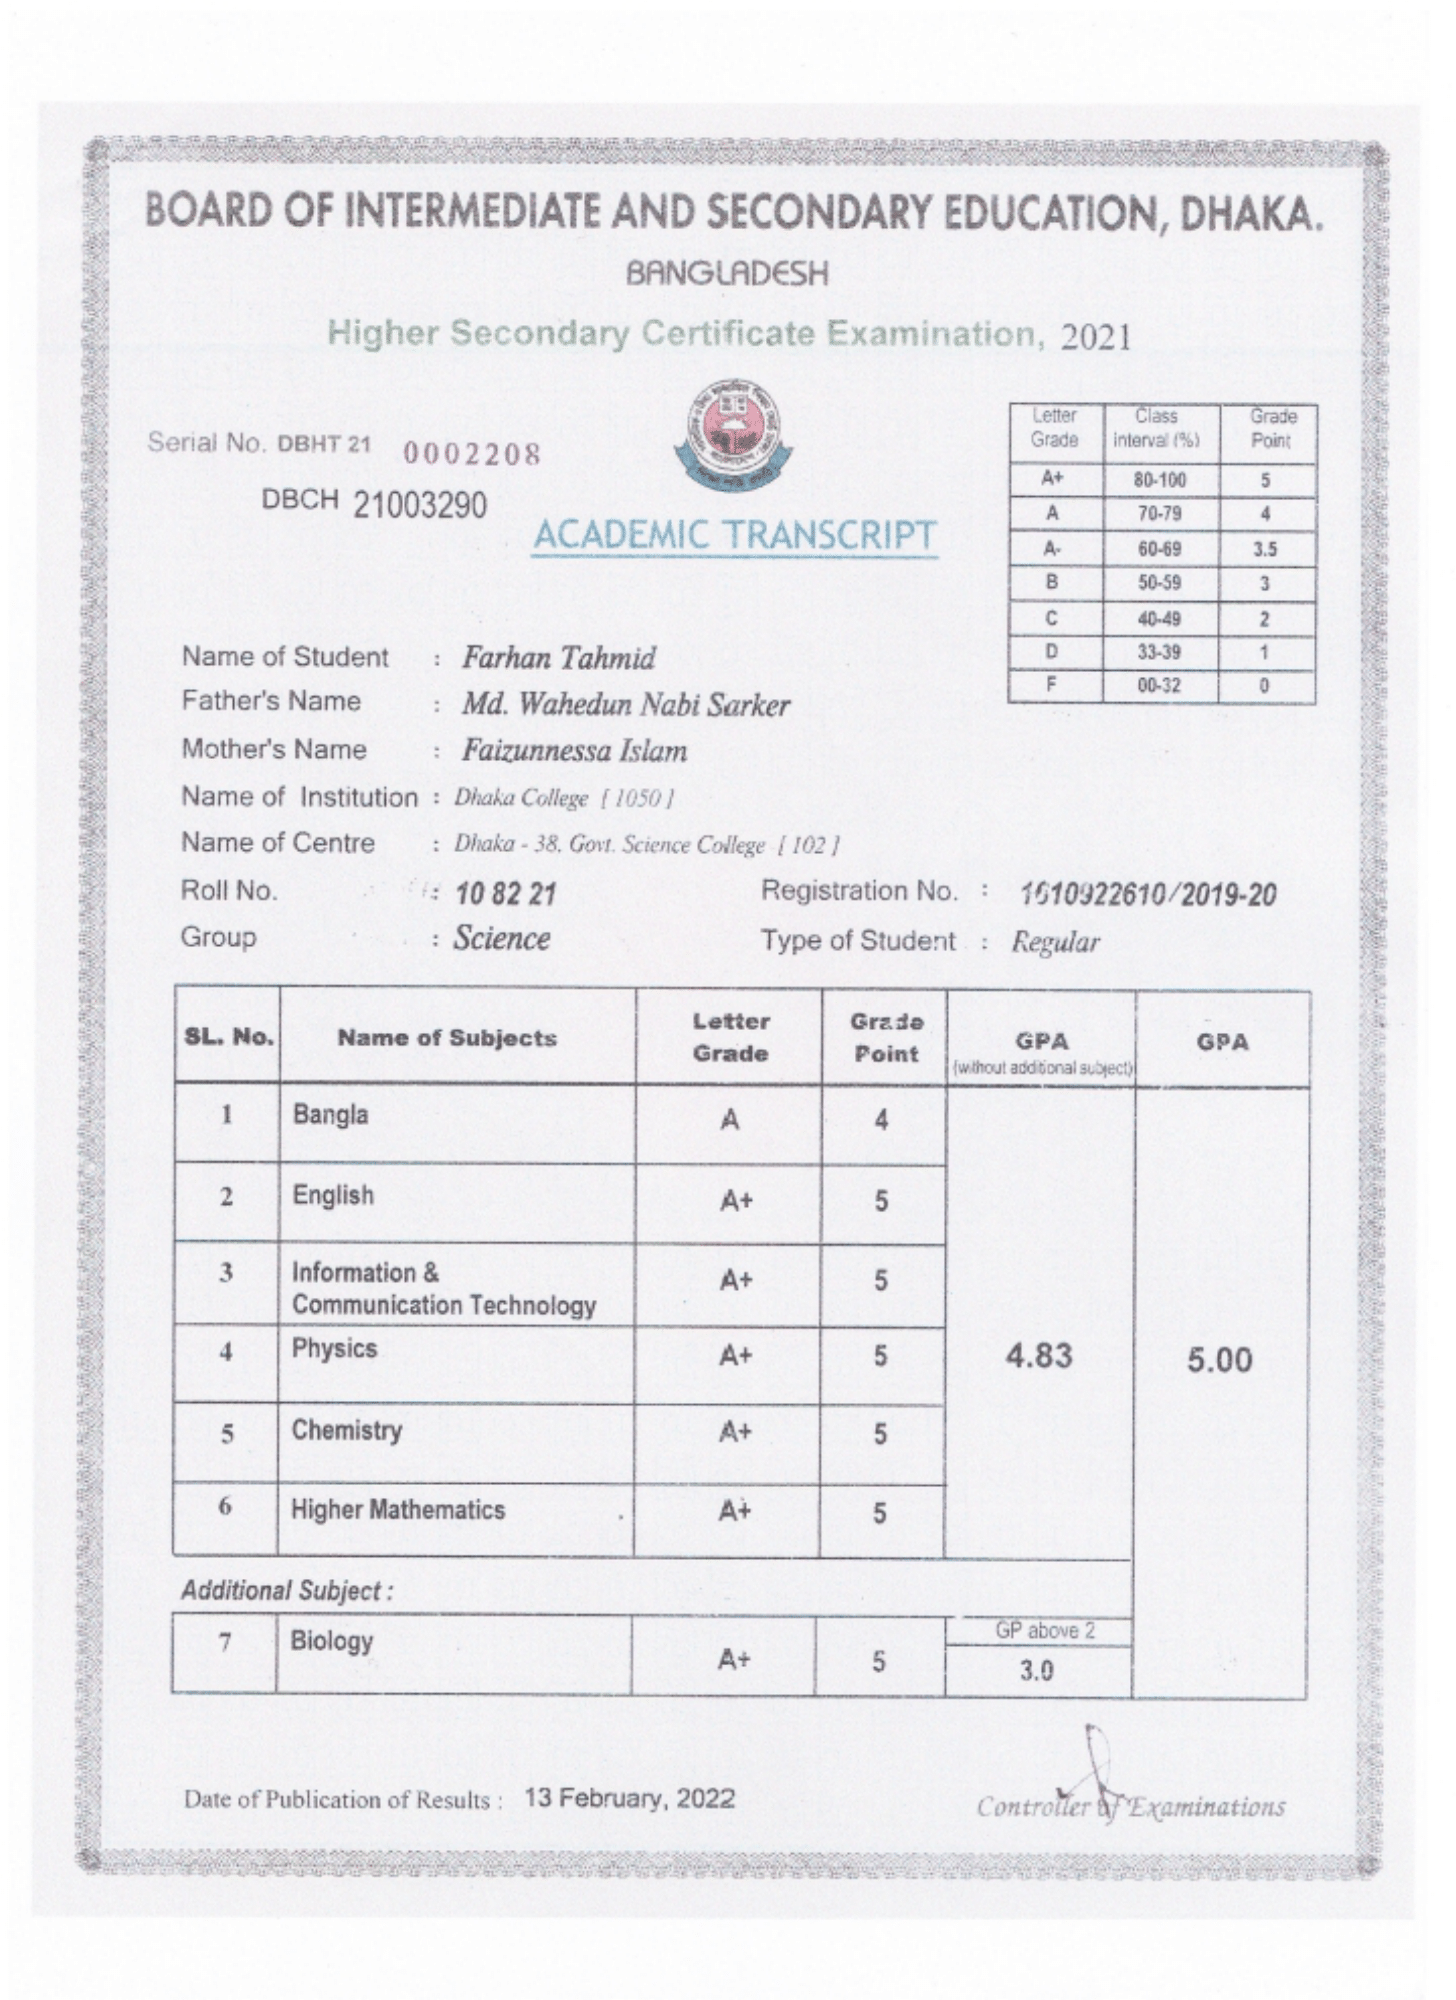 BOARD OF INTERMEDIATE AND SECONDARY EDUCATION, DHAKA.
BANGLADESH
Higher Secondary Certificate Examination, 2021
Serial No. DBHT 21 0002208
DBCH 21003290
ACADEMIC TRANSCRIPT
Letter Grade Class interval (%) Grade Point
A+ 80-100 5
A 70-79 4
A- 60-69 3.5
B 50-59 3
C 40-49 2
D 33-39 1
F 00-32 0
Name of Student : Farhan Tahmid
Father's Name : Md. Wahedun Nabi Sarker
Mother's Name : Faizunnessa Islam
Name of Institution : Dhaka College [ 1050 ]
Name of Centre : Dhaka - 38, Govt. Science College [ 102 ]
Roll No. : 10 82 21 Registration No. : 1610922610/2019-20
Group : Science Type of Student : Regular
SL. No. Name of Subjects Letter Grade Grade Point GPA (without additional subject) GPA
1 Bangla A 4
2 English A+ 5
3 Information &
Communication Technology A+ 5
4 Physics A+ 5 4.83 5.00
5 Chemistry A+ 5
6 Higher Mathematics A+ 5
Additional Subject :
7 Biology A+ 5 GP above 2
3.0
Date of Publication of Results : 13 February, 2022
Controller of Examinations